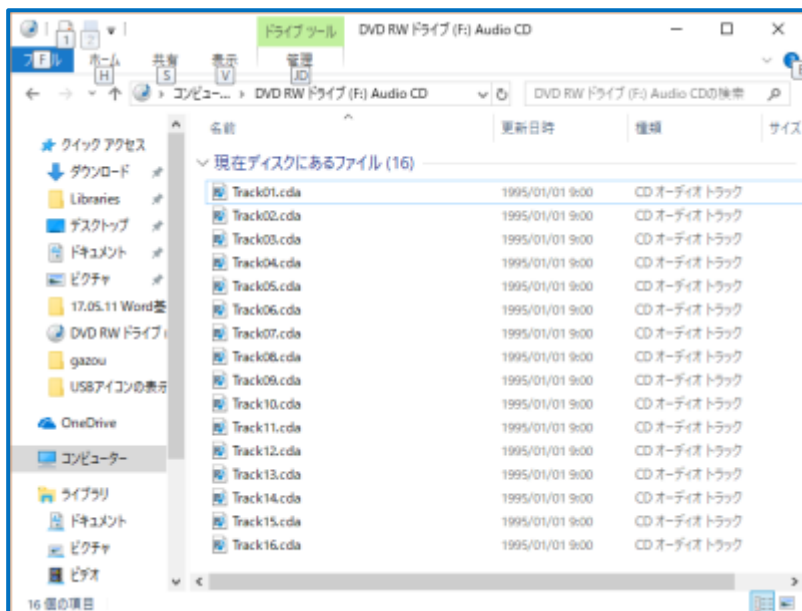 ドライブ ツール DVD RW ドライブ (F:) Audio CD
1 2
ファイル ホーム 共有 表示 管理
F H S V JD
コンピュー... › DVD RW ドライブ (F:) Audio CD DVD RW ドライブ (F:) Audio CDの検索
名前 更新日時 種類 サイズ
現在ディスクにあるファイル (16)
Track01.cda 1995/01/01 9:00 CD オーディオ トラック
Track02.cda 1995/01/01 9:00 CD オーディオ トラック
Track03.cda 1995/01/01 9:00 CD オーディオ トラック
Track04.cda 1995/01/01 9:00 CD オーディオ トラック
Track05.cda 1995/01/01 9:00 CD オーディオ トラック
Track06.cda 1995/01/01 9:00 CD オーディオ トラック
Track07.cda 1995/01/01 9:00 CD オーディオ トラック
Track08.cda 1995/01/01 9:00 CD オーディオ トラック
Track09.cda 1995/01/01 9:00 CD オーディオ トラック
Track10.cda 1995/01/01 9:00 CD オーディオ トラック
Track11.cda 1995/01/01 9:00 CD オーディオ トラック
Track12.cda 1995/01/01 9:00 CD オーディオ トラック
Track13.cda 1995/01/01 9:00 CD オーディオ トラック
Track14.cda 1995/01/01 9:00 CD オーディオ トラック
Track15.cda 1995/01/01 9:00 CD オーディオ トラック
Track16.cda 1995/01/01 9:00 CD オーディオ トラック
クイック アクセス
ダウンロード
Libraries
デスクトップ
ドキュメント
ピクチャ
17.05.11 Word基
DVD RW ドライブ (
gazou
USBアイコンの表示
OneDrive
コンピューター
ライブラリ
ドキュメント
ピクチャ
ビデオ
16 個の項目